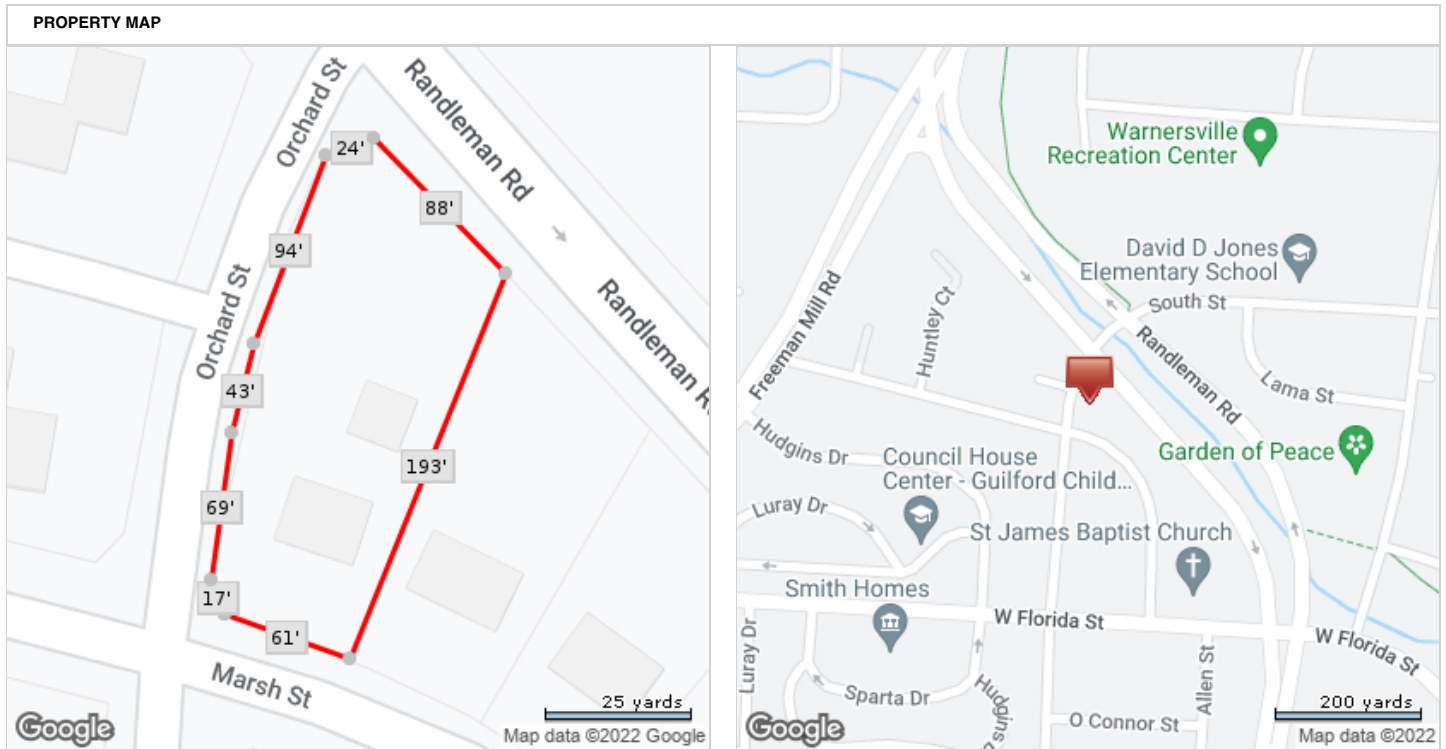 PROPERTY MAP
Orchard St
Randleman Rd
24'
88'
94'
Orchard St
Randleman R
43'
193'
69'
17'
61'
Marsh St
25 yards
Google
Map data ©2022 Google
Warnersville
Recreation Center
David D Jones
Elementary School
South St
Freeman Mill Rd
Huntley Ct
Randleman Rd
Lama St
Hudgins Dr
Council House
Center - Guilford Child...
Garden of Peace
Luray Dr
St James Baptist Church
Smith Homes
W Florida St
W Florida St
Luray Dr
Sparta Dr
Hudgins D
Allen St
O Connor St
200 yards
Google
Map data ©2022 Google